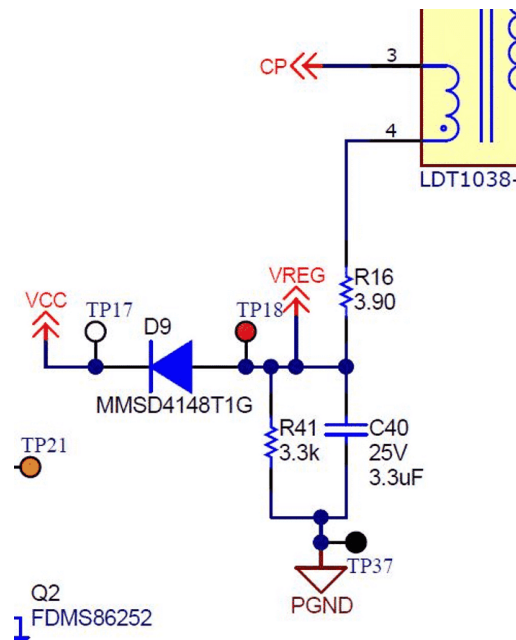 CP
3
4
LDT1038-
R16
3.90
VREG
VCC
TP17
TP18
D9
MMSD4148T1G
R41
3.3k
C40
25V
3.3uF
TP21
TP37
PGND
Q2
FDMS86252
1